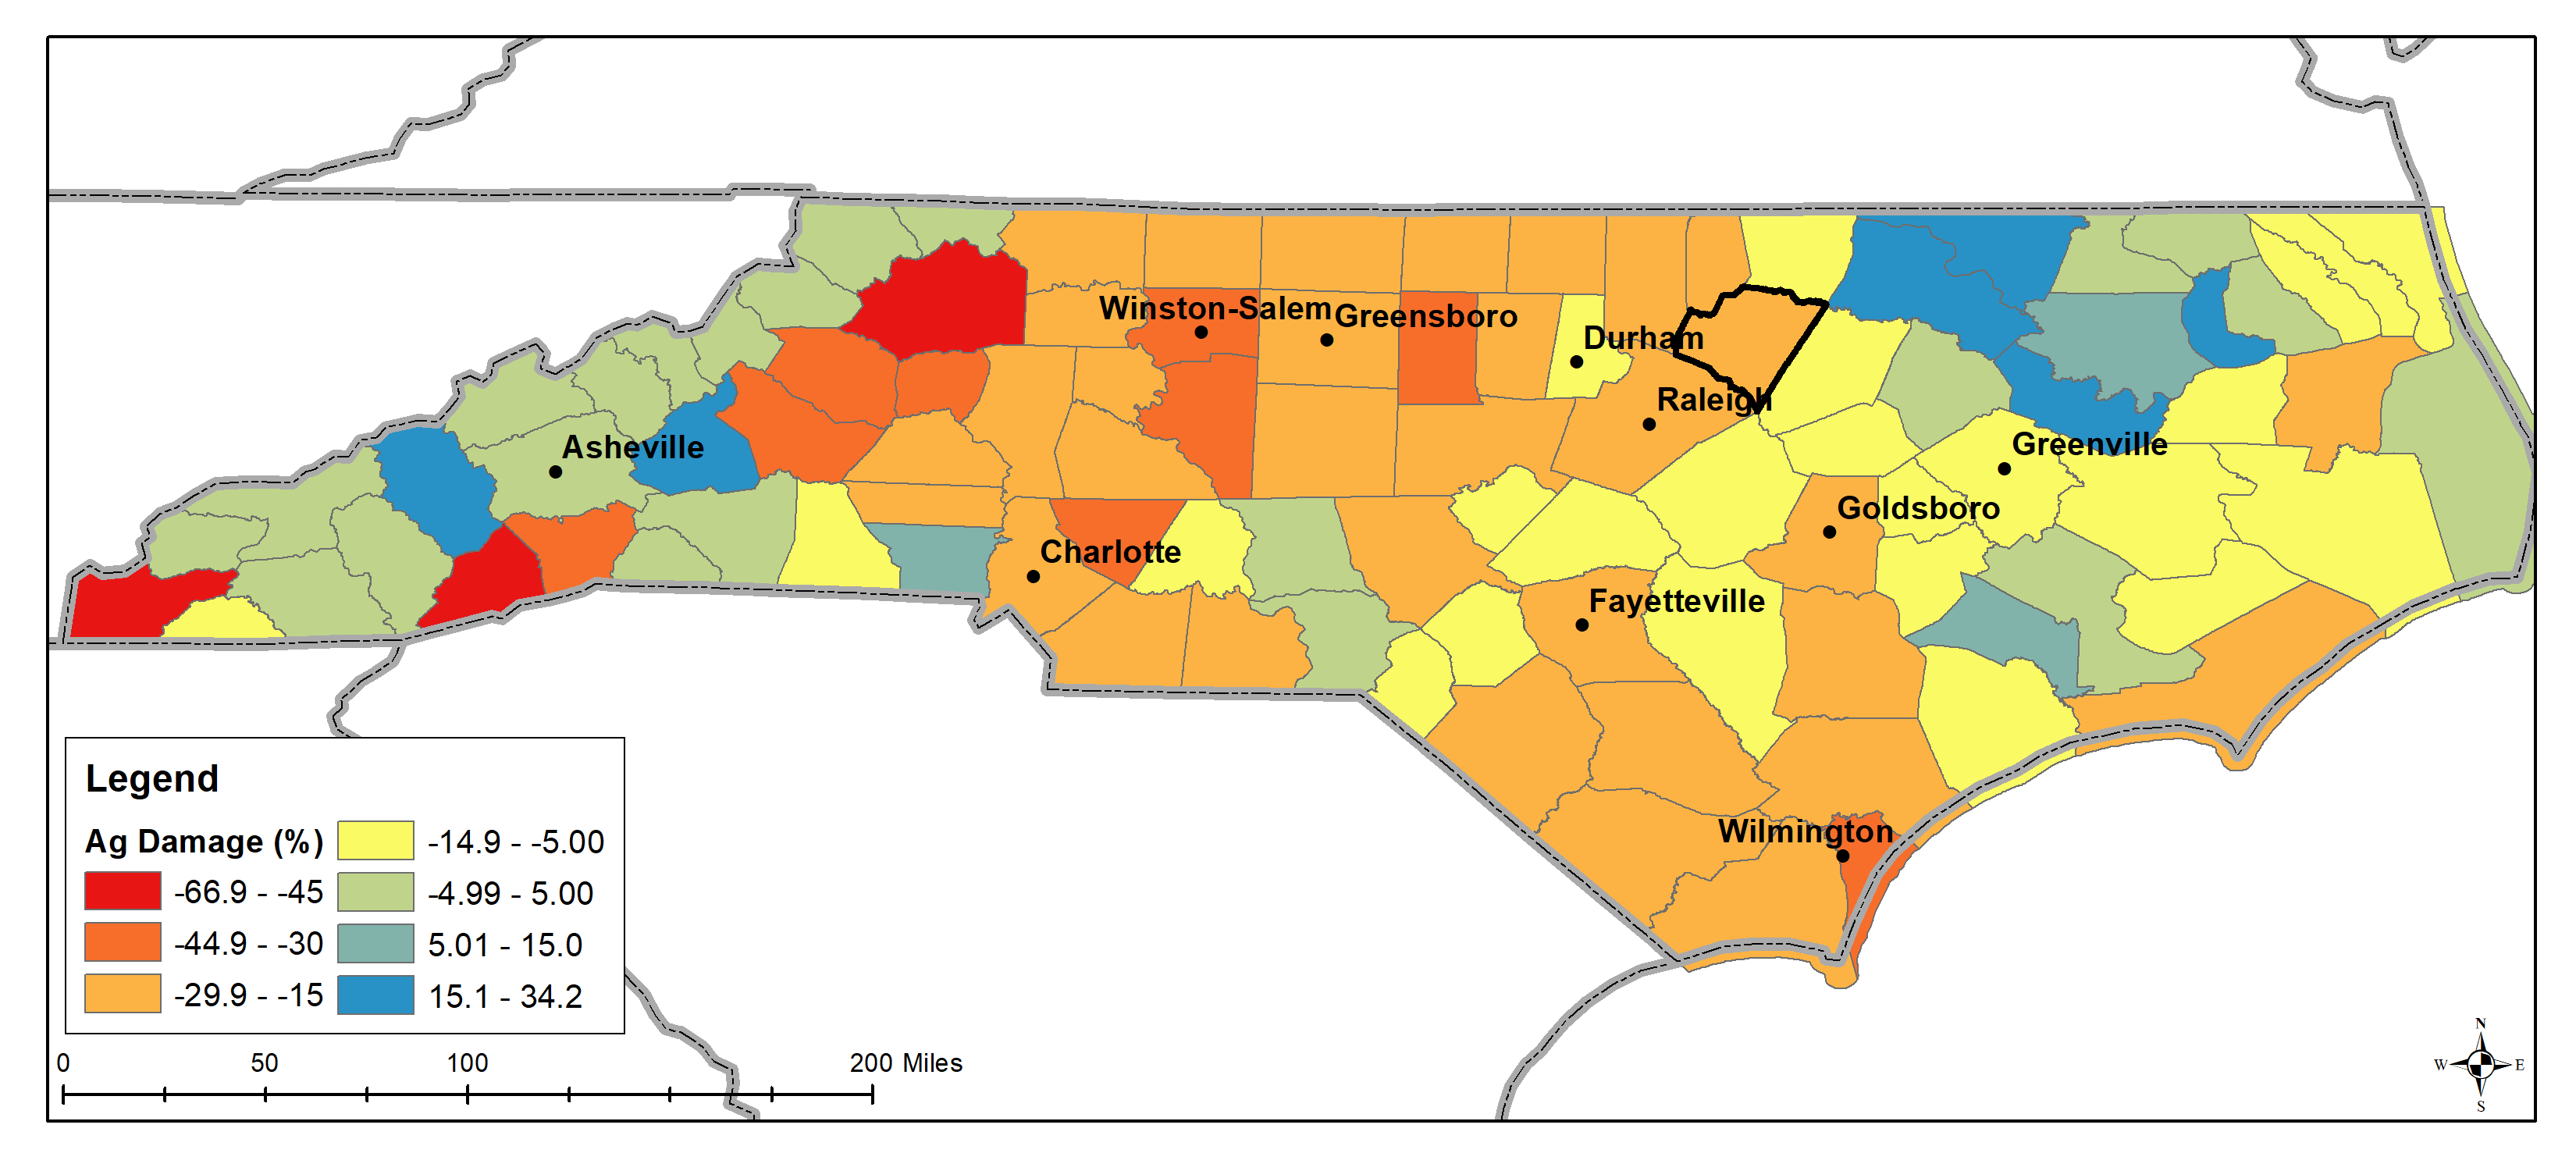 Winston-Salem
Greensboro
Durham
Raleigh
Asheville
Greenville
Goldsboro
Charlotte
Fayetteville
Wilmington
Legend
Ag Damage (%)
-66.9 - -45
-44.9 - -30
-29.9 - -15
-14.9 - -5.00
-4.99 - 5.00
5.01 - 15.0
15.1 - 34.2
0 50 100 200 Miles
N
W E
S